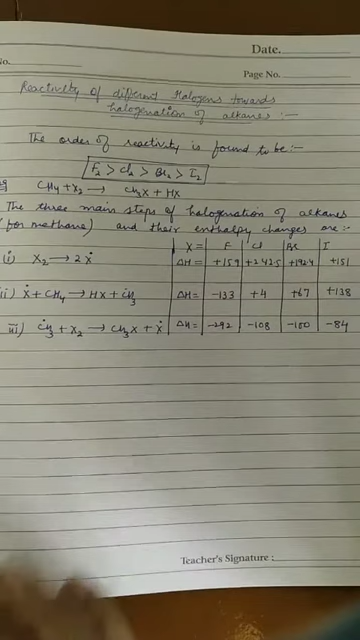 Date.
No.
Page No.
Reactivity of different Halogens towards
halogenation of alkanes :-
The order of reactivity is found to be:-
F₂ > Cl₂ > Br₂ > I₂
eg CH₄ + X₂ → CH₃X + HX
The three main steps of halogenation of alkanes
(for methane) and their enthalpy changes are :-
X = F Cl Br I
(i) X₂ → 2Ẋ ΔH = +159 +242.5 +192.4 +151
ii) Ẋ + CH₄ → HX + ĊH₃ ΔH = -133 +4 +67 +138
iii) ĊH₃ + X₂ → CH₃X + Ẋ ΔH = -292 -108 -100 -84
Teacher's Signature :